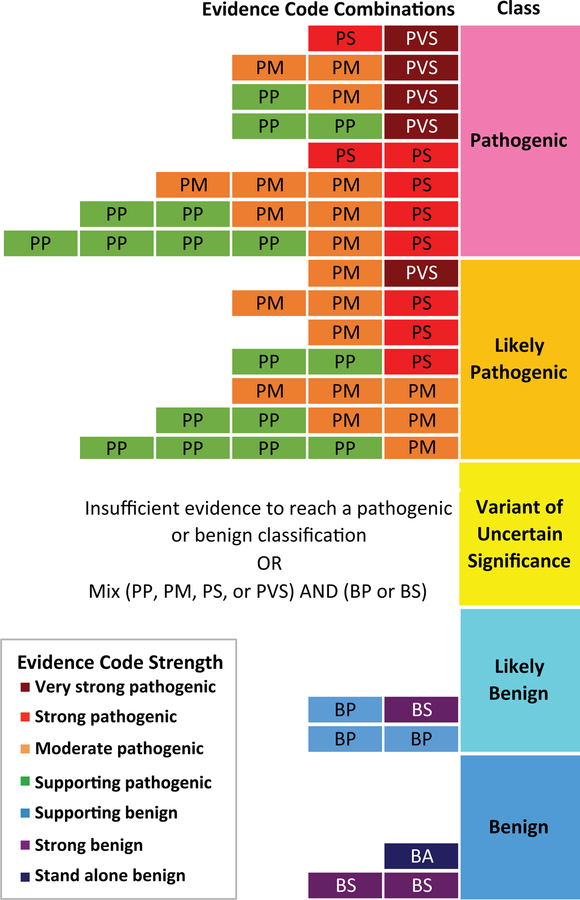 Evidence Code Combinations Class
PS PVS
PM PM PVS
PP PM PVS
PP PP PVS
PS PS
PM PM PM PS
PP PP PM PM PS
PP PP PP PP PM PS
Pathogenic
PM PVS
PM PM PS
PM PS
PP PP PS
PM PM PM
PP PP PM PM
PP PP PP PP PM
Likely
Pathogenic
Insufficient evidence to reach a pathogenic
or benign classification
OR
Mix (PP, PM, PS, or PVS) AND (BP or BS)
Variant of
Uncertain
Significance
BP BS
BP BP
Likely
Benign
BA
BS BS
Benign
Evidence Code Strength
Very strong pathogenic
Strong pathogenic
Moderate pathogenic
Supporting pathogenic
Supporting benign
Strong benign
Stand alone benign